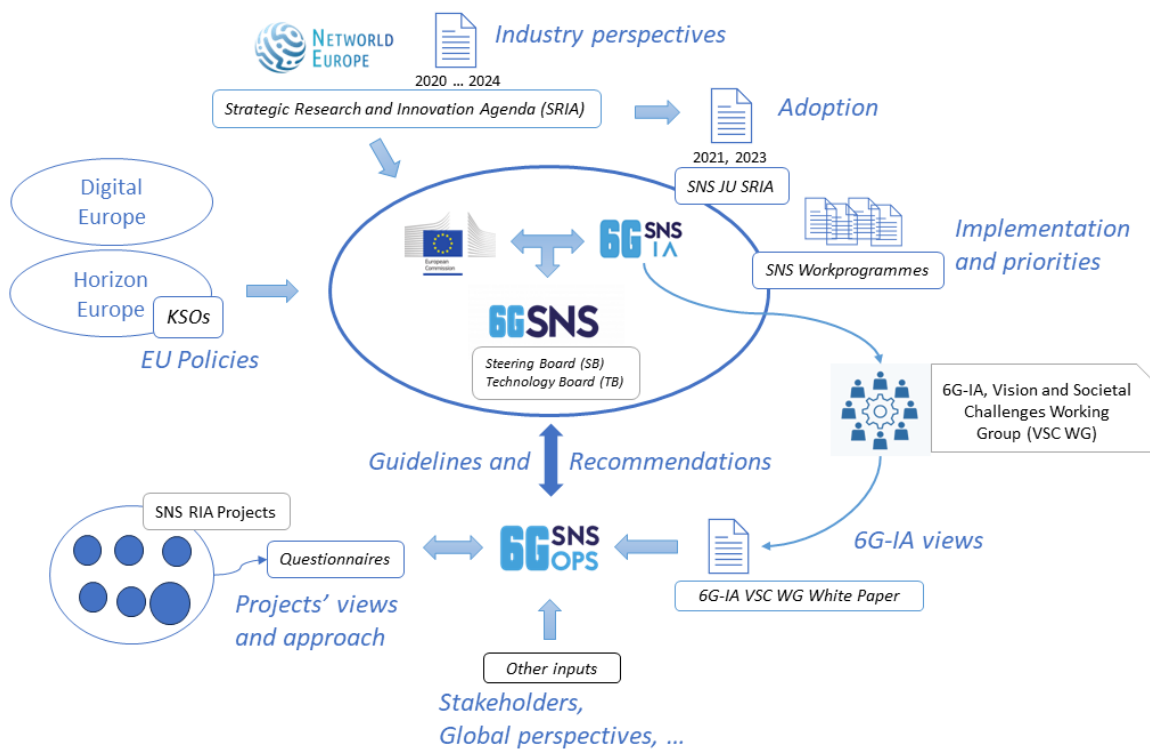 NETWORLD
EUROPE
Industry perspectives
2020 ... 2024
Strategic Research and Innovation Agenda (SRIA)
Adoption
2021, 2023
SNS JU SRIA
Digital
Europe
Horizon
Europe
KSOs
EU Policies
European
Commission
6G SNS
IA
SNS Workprogrammes
Implementation
and priorities
6GSNS
Steering Board (SB)
Technology Board (TB)
6G-IA, Vision and Societal
Challenges Working
Group (VSC WG)
Guidelines and Recommendations
SNS RIA Projects
Questionnaires
Projects’ views
and approach
6G SNS
OPS
6G-IA views
6G-IA VSC WG White Paper
Other inputs
Stakeholders,
Global perspectives, ...